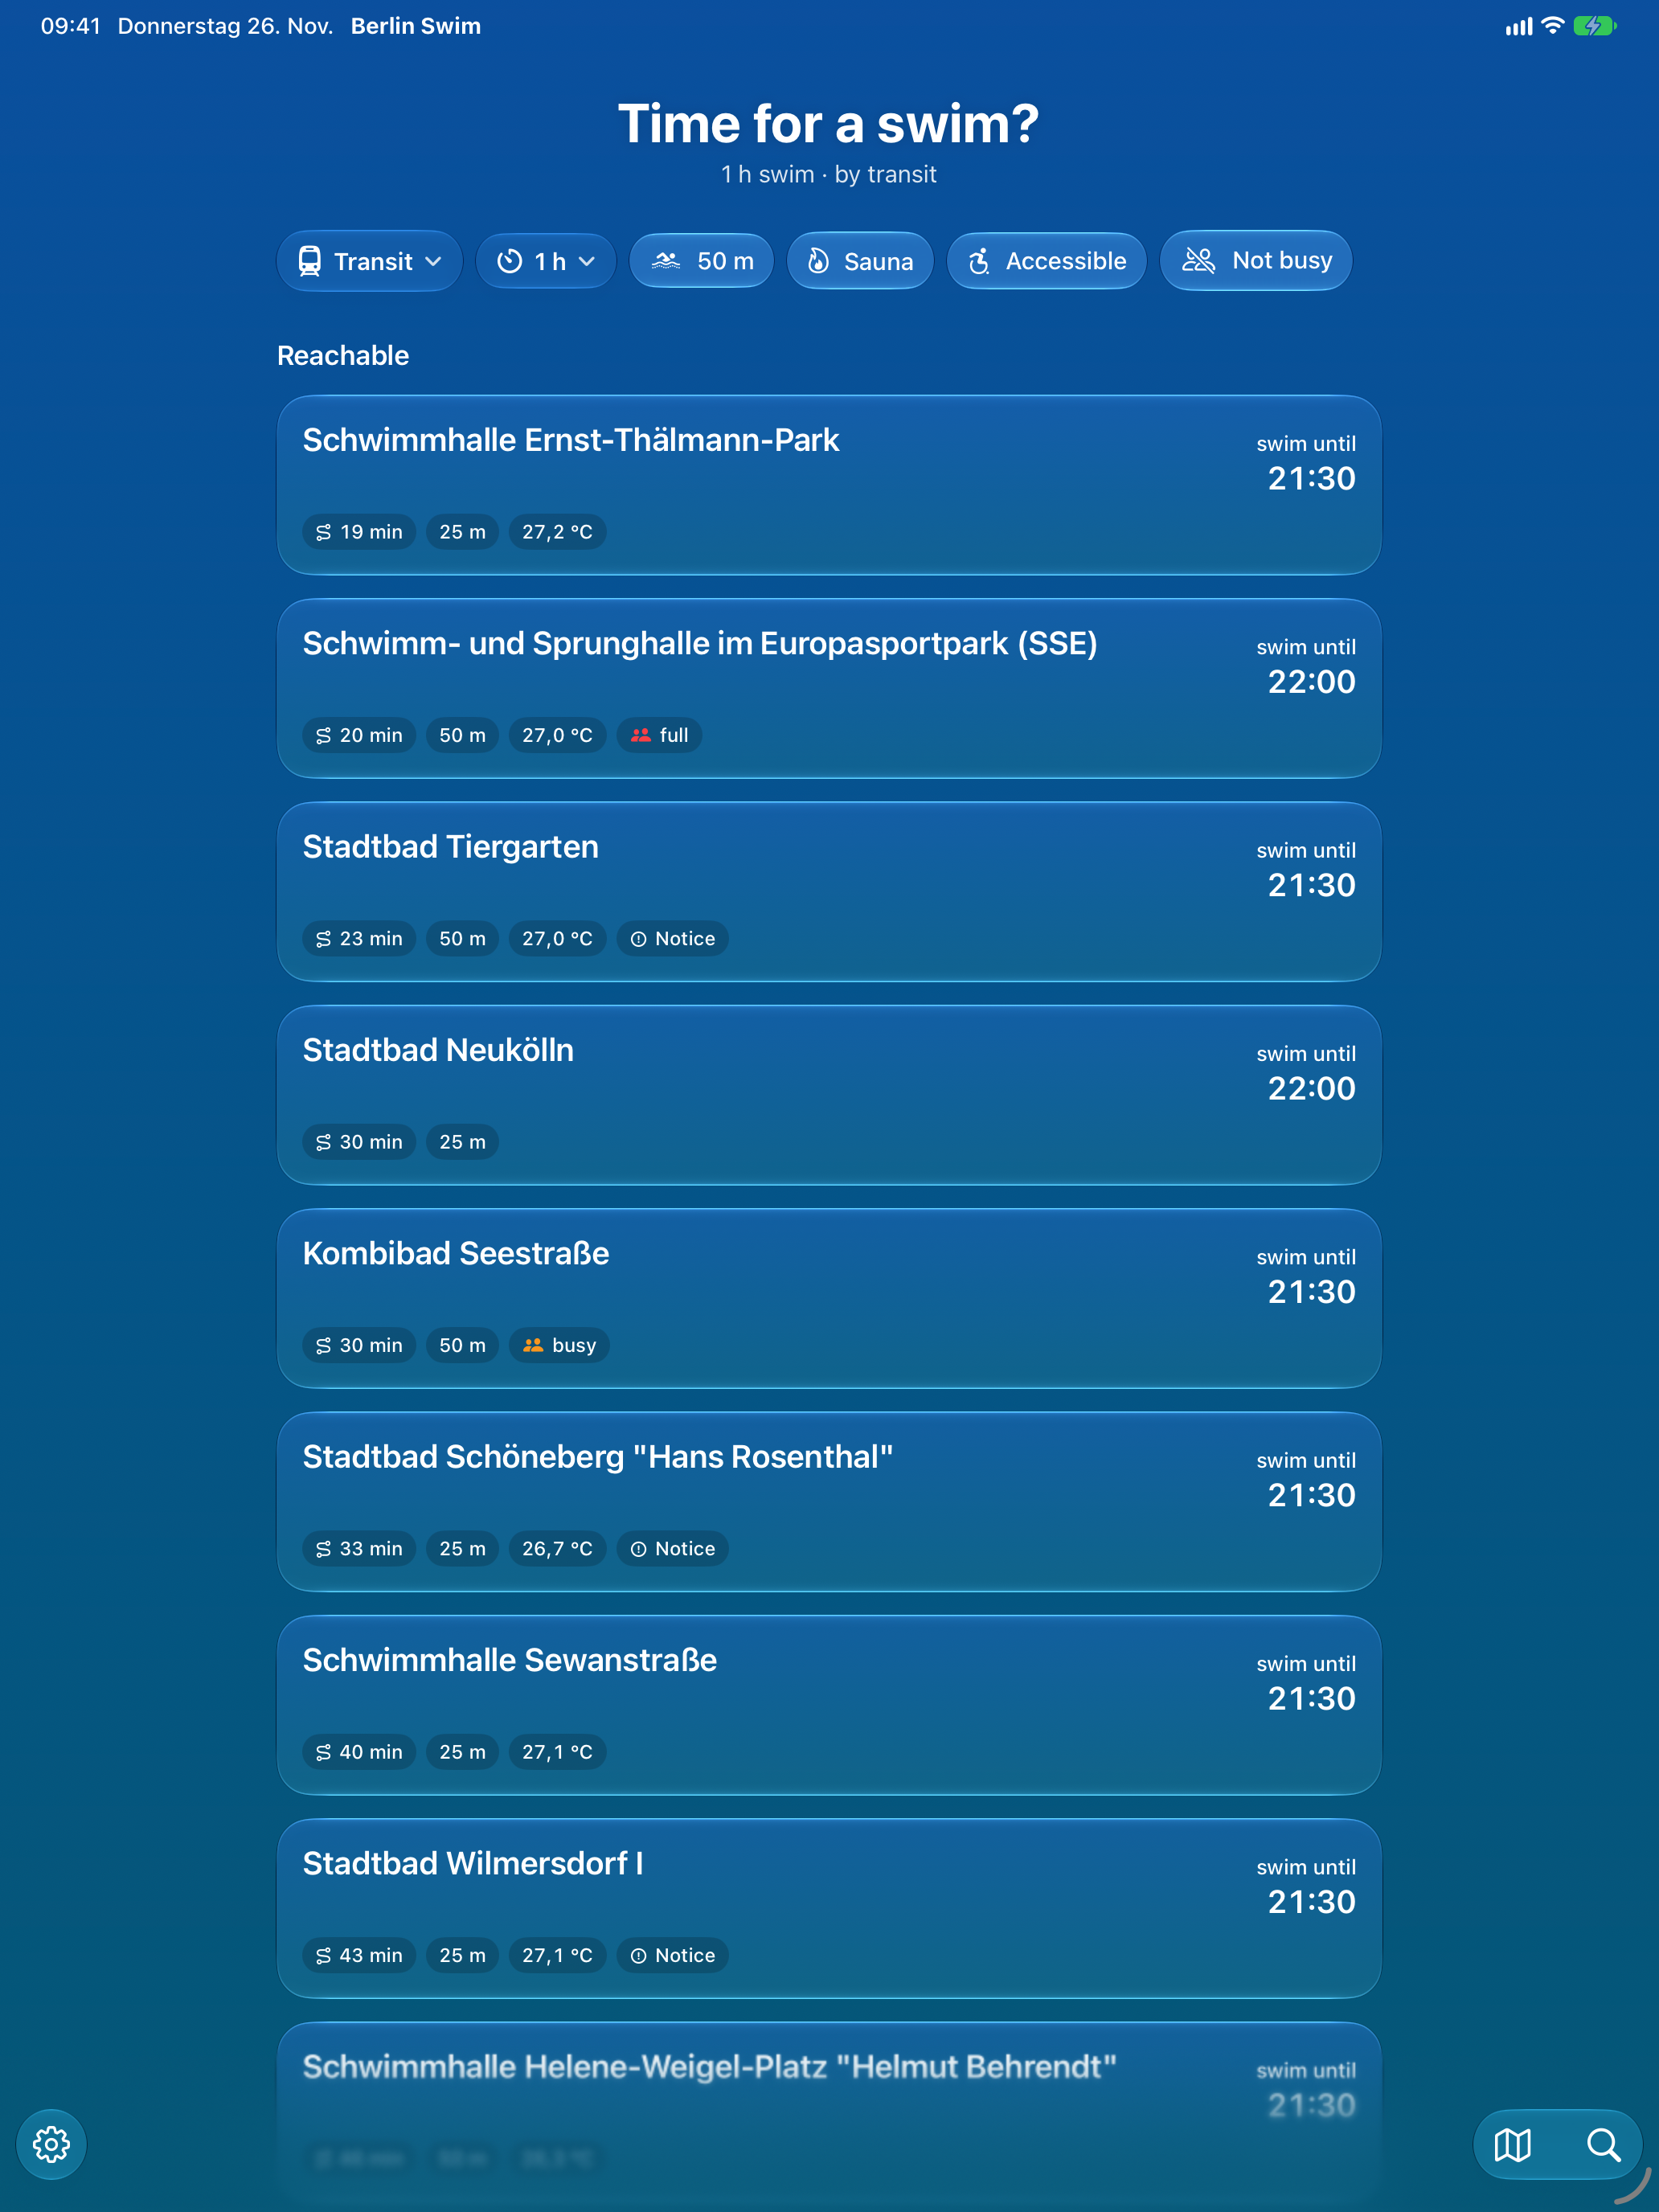 09:41 Donnerstag 26. Nov. Berlin Swim
Time for a swim?
1 h swim · by transit
Transit 1 h 50 m Sauna Accessible Not busy
Reachable
Schwimmhalle Ernst-Thälmann-Park
swim until
21:30
19 min 25 m 27,2 °C
Schwimm- und Sprunghalle im Europasportpark (SSE)
swim until
22:00
20 min 50 m 27,0 °C full
Stadtbad Tiergarten
swim until
21:30
23 min 50 m 27,0 °C Notice
Stadtbad Neukölln
swim until
22:00
30 min 25 m
Kombibad Seestraße
swim until
21:30
30 min 50 m busy
Stadtbad Schöneberg "Hans Rosenthal"
swim until
21:30
33 min 25 m 26,7 °C Notice
Schwimmhalle Sewanstraße
swim until
21:30
40 min 25 m 27,1 °C
Stadtbad Wilmersdorf I
swim until
21:30
43 min 25 m 27,1 °C Notice
Schwimmhalle Helene-Weigel-Platz "Helmut Behrendt"
swim until
21:30